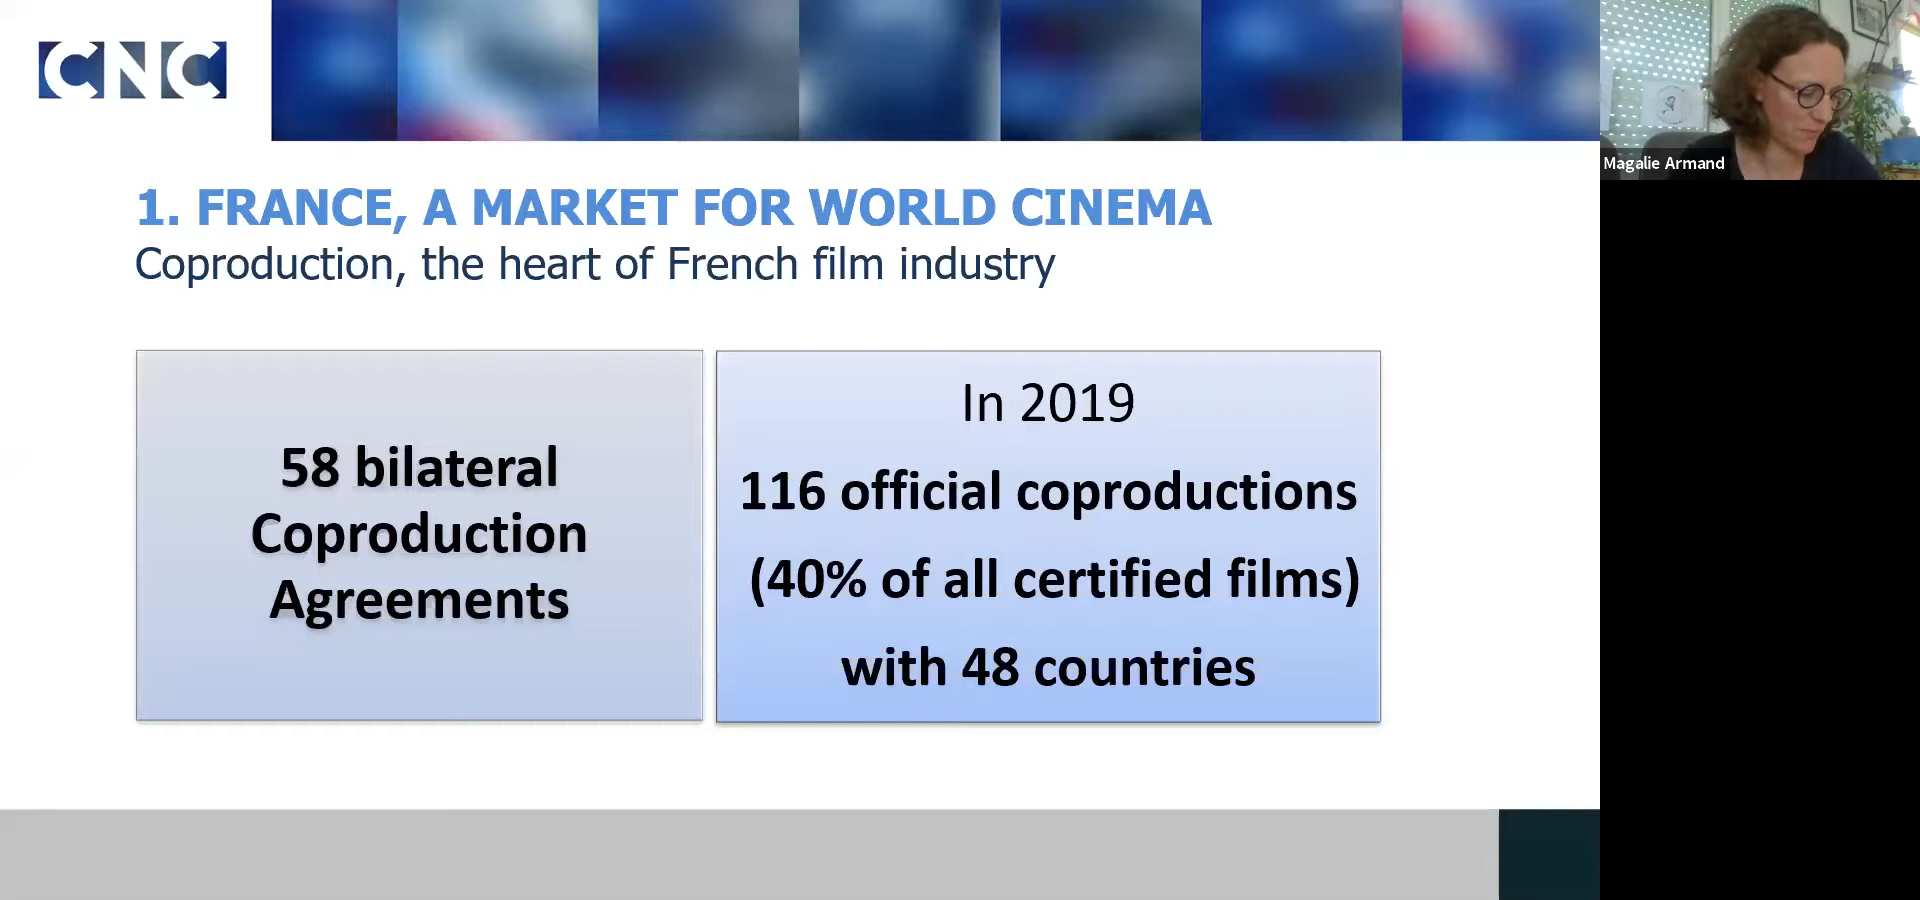 CNC
Magalie Armand
1. FRANCE, A MARKET FOR WORLD CINEMA
Coproduction, the heart of French film industry
58 bilateral
Coproduction
Agreements
In 2019
116 official coproductions
(40% of all certified films)
with 48 countries